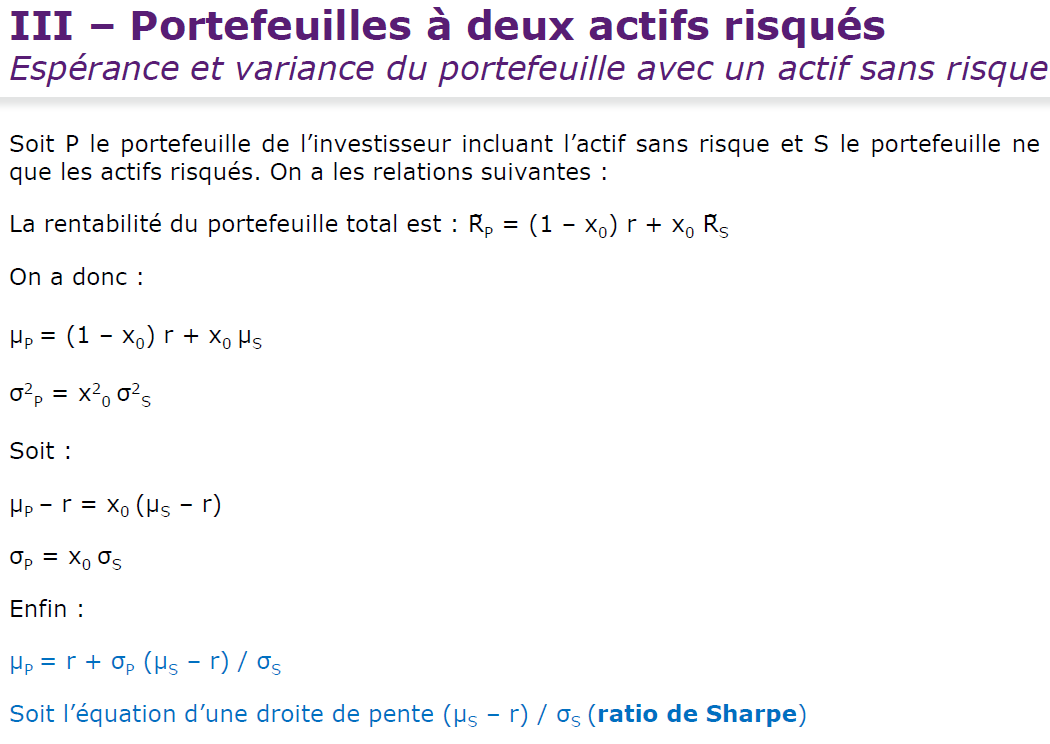 III – Portefeuilles à deux actifs risqués
Espérance et variance du portefeuille avec un actif sans risque
Soit P le portefeuille de l’investisseur incluant l’actif sans risque et S le portefeuille ne
que les actifs risqués. On a les relations suivantes :
La rentabilité du portefeuille total est : R̃ₚ = (1 – x₀) r + x₀ R̃ₛ
On a donc :
μₚ = (1 – x₀) r + x₀ μₛ
σ²ₚ = x²₀ σ²ₛ
Soit :
μₚ – r = x₀ (μₛ – r)
σₚ = x₀ σₛ
Enfin :
μₚ = r + σₚ (μₛ – r) / σₛ
Soit l’équation d’une droite de pente (μₛ – r) / σₛ (ratio de Sharpe)